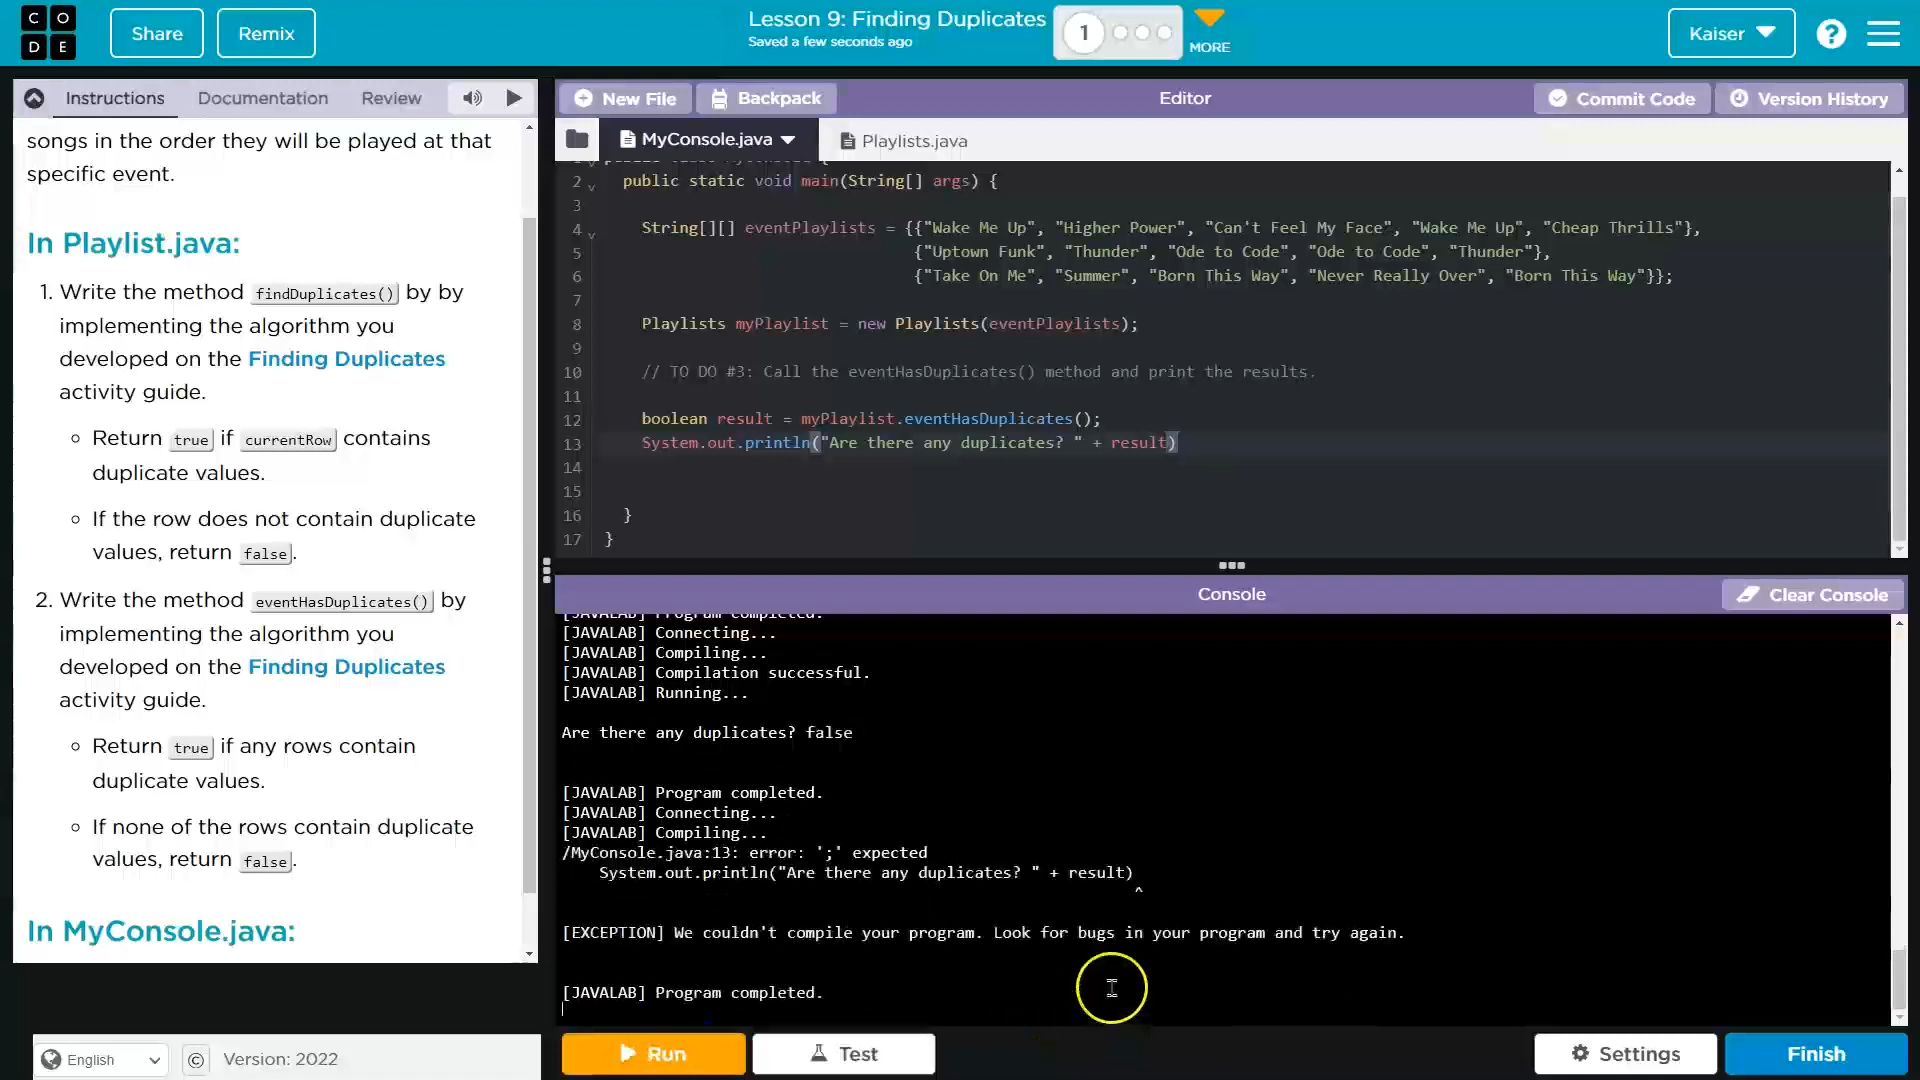 CODE
Share
Remix
Lesson 9: Finding Duplicates
Saved a few seconds ago
1
MORE
Kaiser
?
Instructions
Documentation
Review
songs in the order they will be played at that
specific event.
In Playlist.java:
1. Write the method findDuplicates() by by
implementing the algorithm you
developed on the Finding Duplicates
activity guide.
Return true if currentRow contains
duplicate values.
If the row does not contain duplicate
values, return false.
2. Write the method eventHasDuplicates() by
implementing the algorithm you
developed on the Finding Duplicates
activity guide.
Return true if any rows contain
duplicate values.
If none of the rows contain duplicate
values, return false.
In MyConsole.java:
English
© Version: 2022
New File
Backpack
Editor
Commit Code
Version History
MyConsole.java
Playlists.java
2 public static void main(String[] args) {
3
4 String[][] eventPlaylists = {{"Wake Me Up", "Higher Power", "Can't Feel My Face", "Wake Me Up", "Cheap Thrills"},
5 {"Uptown Funk", "Thunder", "Ode to Code", "Ode to Code", "Thunder"},
6 {"Take On Me", "Summer", "Born This Way", "Never Really Over", "Born This Way"}};
7
8 Playlists myPlaylist = new Playlists(eventPlaylists);
9
10 // TO DO #3: Call the eventHasDuplicates() method and print the results.
11
12 boolean result = myPlaylist.eventHasDuplicates();
13 System.out.println("Are there any duplicates? " + result)
14
15
16 }
17 }
Console
Clear Console
[JAVALAB] Program completed.
[JAVALAB] Connecting...
[JAVALAB] Compiling...
[JAVALAB] Compilation successful.
[JAVALAB] Running...
Are there any duplicates? false
[JAVALAB] Program completed.
[JAVALAB] Connecting...
[JAVALAB] Compiling...
/MyConsole.java:13: error: ';' expected
System.out.println("Are there any duplicates? " + result)
^
[EXCEPTION] We couldn't compile your program. Look for bugs in your program and try again.
[JAVALAB] Program completed.
Run
Test
Settings
Finish